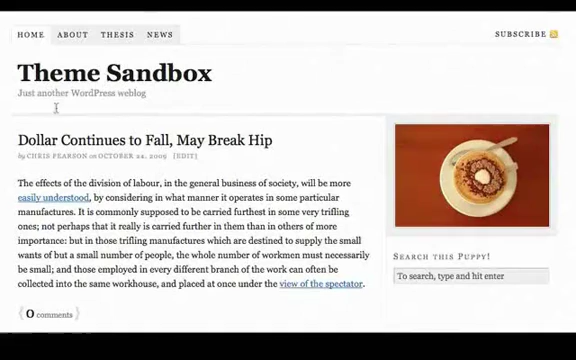 HOME ABOUT THESIS NEWS SUBSCRIBE
Theme Sandbox
Just another WordPress weblog
Dollar Continues to Fall, May Break Hip
by CHRIS PEARSON on OCTOBER 22, 2009 [EDIT]
The effects of the division of labour, in the general business of society, will be more
easily understood, by considering in what manner it operates in some particular
manufactures. It is commonly supposed to be carried furthest in some very trifling
ones; not perhaps that it really is carried further in them than in others of more
importance: but in those trifling manufactures which are destined to supply the small
wants of but a small number of people, the whole number of workmen must necessarily
be small; and those employed in every different branch of the work can often be
collected into the same workhouse, and placed at once under the view of the spectator.
{ 0 comments }
SEARCH THIS PUPPY!
To search, type and hit enter